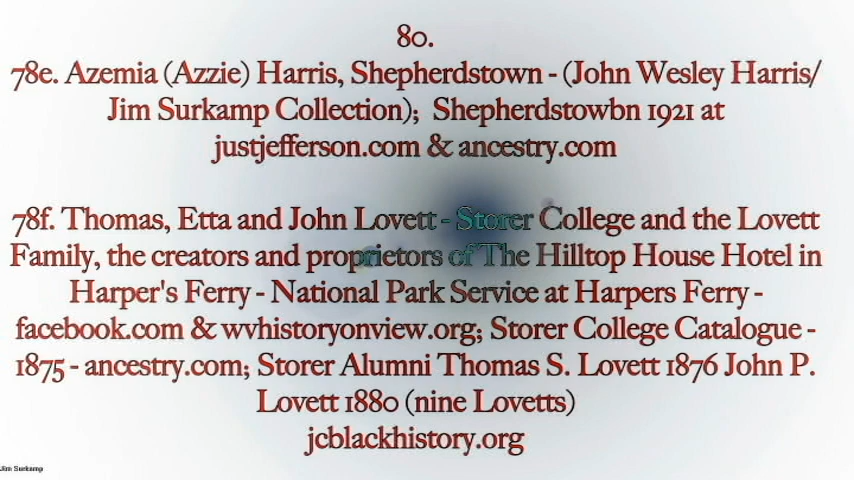 80.
78e. Azemia (Azzie) Harris, Shepherdstown - (John Wesley Harris/
Jim Surkamp Collection);  Shepherdstowbn 1921 at
justjefferson.com & ancestry.com
78f. Thomas, Etta and John Lovett - Storer College and the Lovett
Family, the creators and proprietors of The Hilltop House Hotel in
Harper's Ferry - National Park Service at Harpers Ferry -
facebook.com & wvhistoryonview.org; Storer College Catalogue -
1875 - ancestry.com; Storer Alumni Thomas S. Lovett 1876 John P.
Lovett 1880 (nine Lovetts)
jcblackhistory.org
Jim Surkamp